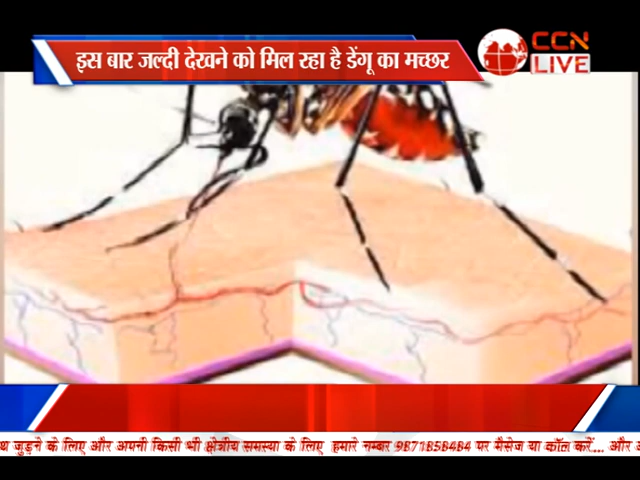 इस बार जल्दी देखने को मिल रहा है डेंगू का मच्छर
CCN
LIVE
थ जुड़ने के लिए और अपनी किसी भी क्षेत्रीय समस्या के लिए हमारे नम्बर 9871858484 पर मैसेज या कॉल करें... और